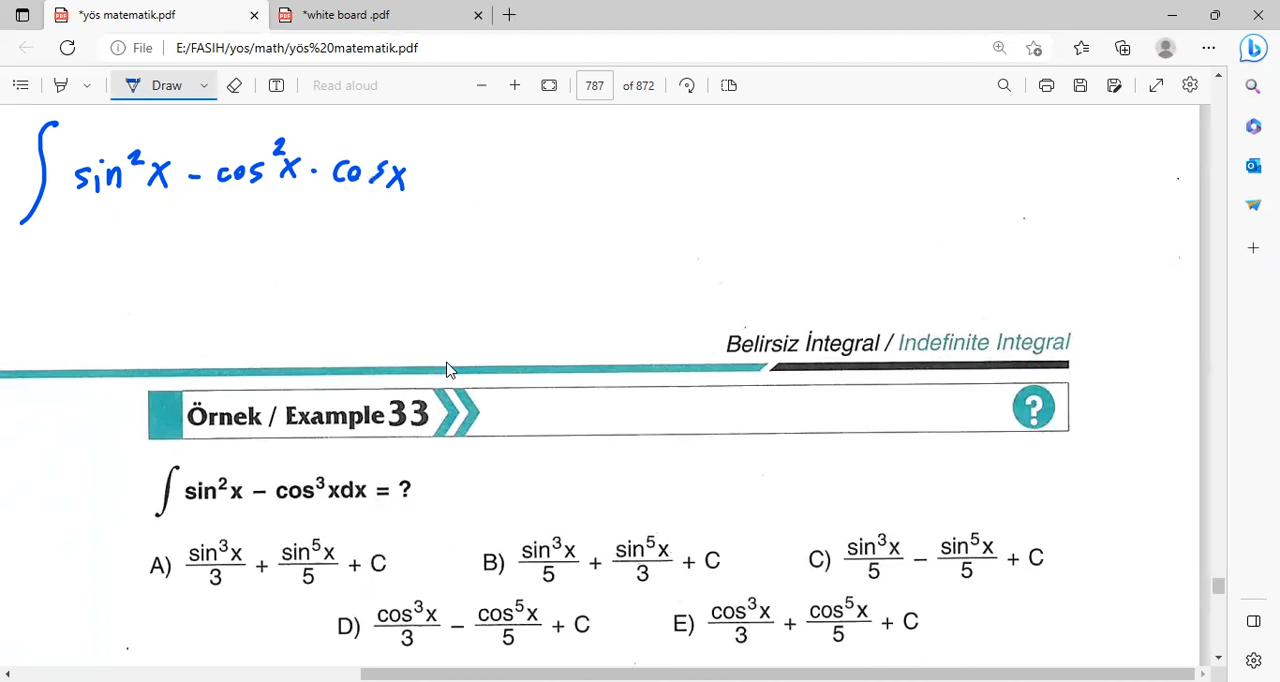 *yös matematik.pdf
*white board .pdf
File E:/FASIH/yos/math/yös%20matematik.pdf
Draw Read aloud 787 of 872
∫ sin²x - cos²x · cosx
Belirsiz İntegral / Indefinite Integral
Örnek / Example 33 ?
∫ sin²x – cos³xdx = ?
A) sin³x/3 + sin⁵x/5 + C B) sin³x/5 + sin⁵x/3 + C C) sin³x/5 – sin⁵x/5 + C
D) cos³x/3 – cos⁵x/5 + C E) cos³x/3 + cos⁵x/5 + C